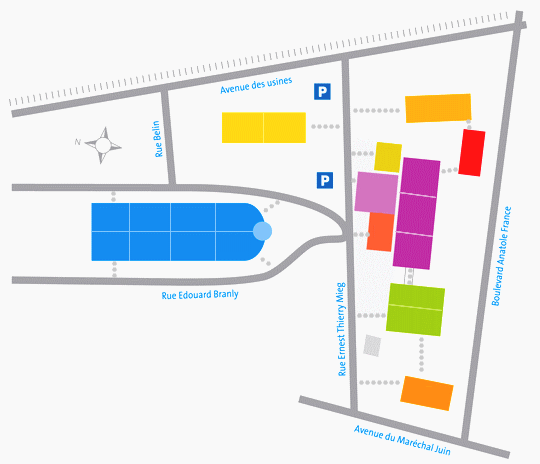 Avenue des usines
P
Rue Belin
N
P
Boulevard Anatole France
Rue Edouard Branly
Rue Ernest Thierry Mieg
Avenue du Maréchal Juin